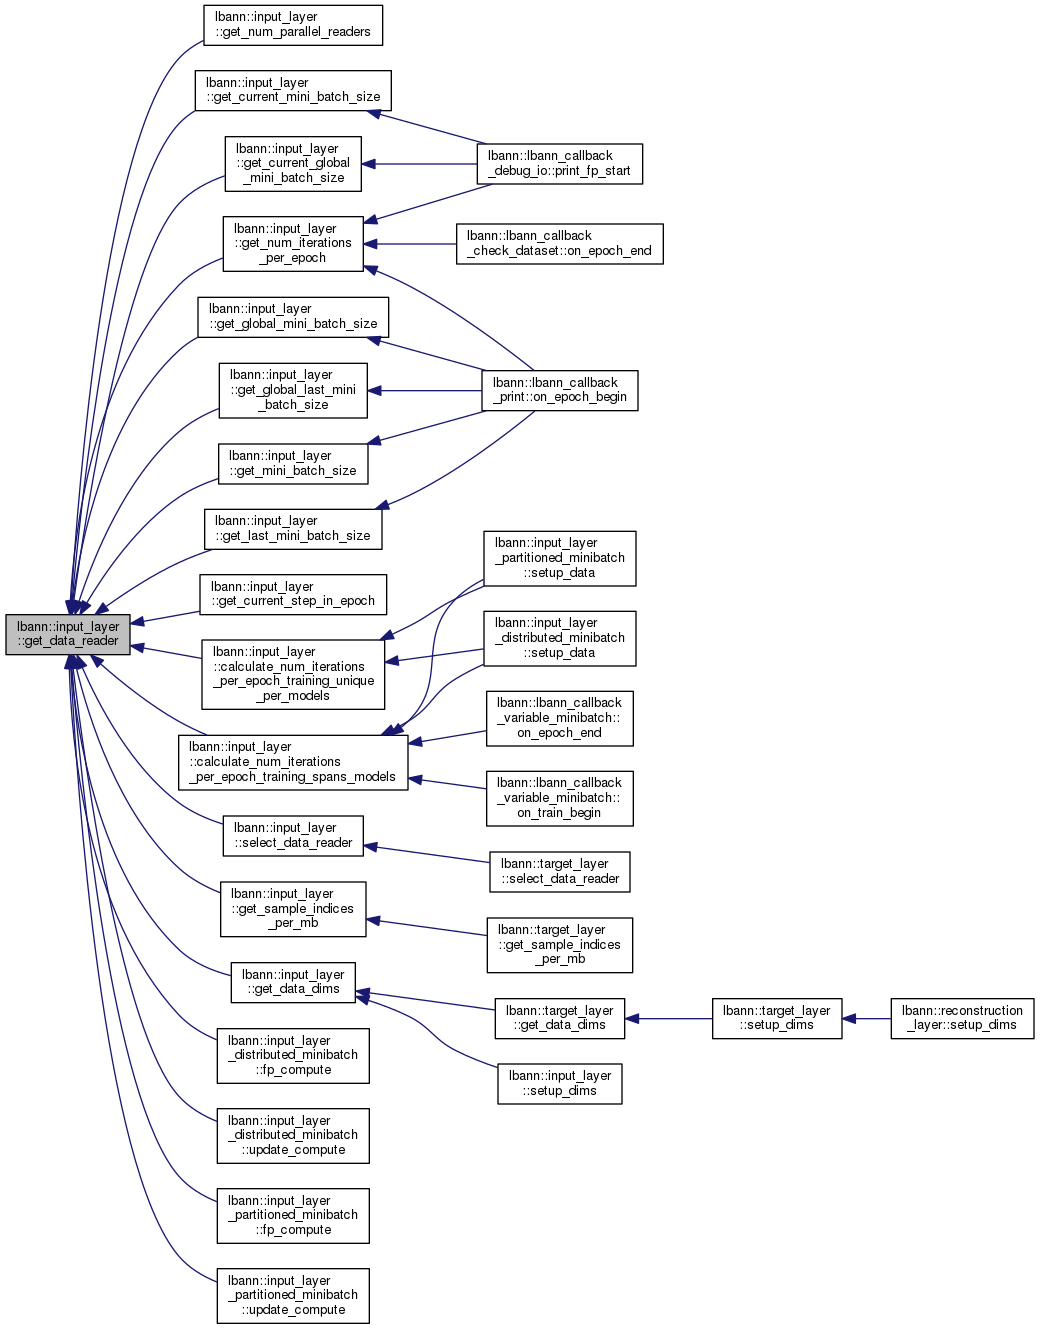 lbann::input_layer
::get_num_parallel_readers
lbann::input_layer
::get_current_mini_batch_size
lbann::input_layer
::get_current_global
_mini_batch_size
lbann::lbann_callback
_debug_io::print_fp_start
lbann::input_layer
::get_num_iterations
_per_epoch
lbann::lbann_callback
_check_dataset::on_epoch_end
lbann::input_layer
::get_global_mini_batch_size
lbann::input_layer
::get_global_last_mini
_batch_size
lbann::lbann_callback
_print::on_epoch_begin
lbann::input_layer
::get_mini_batch_size
lbann::input_layer
::get_last_mini_batch_size
lbann::input_layer
_partitioned_minibatch
::setup_data
lbann::input_layer
::get_current_step_in_epoch
lbann::input_layer
::get_data_reader
lbann::input_layer
_distributed_minibatch
::setup_data
lbann::input_layer
::calculate_num_iterations
_per_epoch_training_unique
_per_models
lbann::lbann_callback
_variable_minibatch::
on_epoch_end
lbann::input_layer
::calculate_num_iterations
_per_epoch_training_spans_models
lbann::lbann_callback
_variable_minibatch::
on_train_begin
lbann::input_layer
::select_data_reader
lbann::target_layer
::select_data_reader
lbann::input_layer
::get_sample_indices
_per_mb
lbann::target_layer
::get_sample_indices
_per_mb
lbann::input_layer
::get_data_dims
lbann::target_layer
::get_data_dims
lbann::target_layer
::setup_dims
lbann::reconstruction
_layer::setup_dims
lbann::input_layer
_distributed_minibatch
::fp_compute
lbann::input_layer
::setup_dims
lbann::input_layer
_distributed_minibatch
::update_compute
lbann::input_layer
_partitioned_minibatch
::fp_compute
lbann::input_layer
_partitioned_minibatch
::update_compute